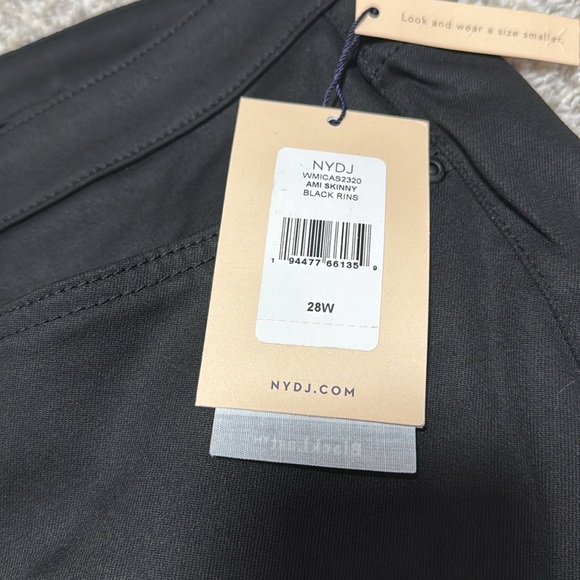 Look and wear a size smaller
NYDJ
WMICAS2320
AMI SKINNY
BLACK RINS
1 94477 66135 9
28W
NYDJ.COM